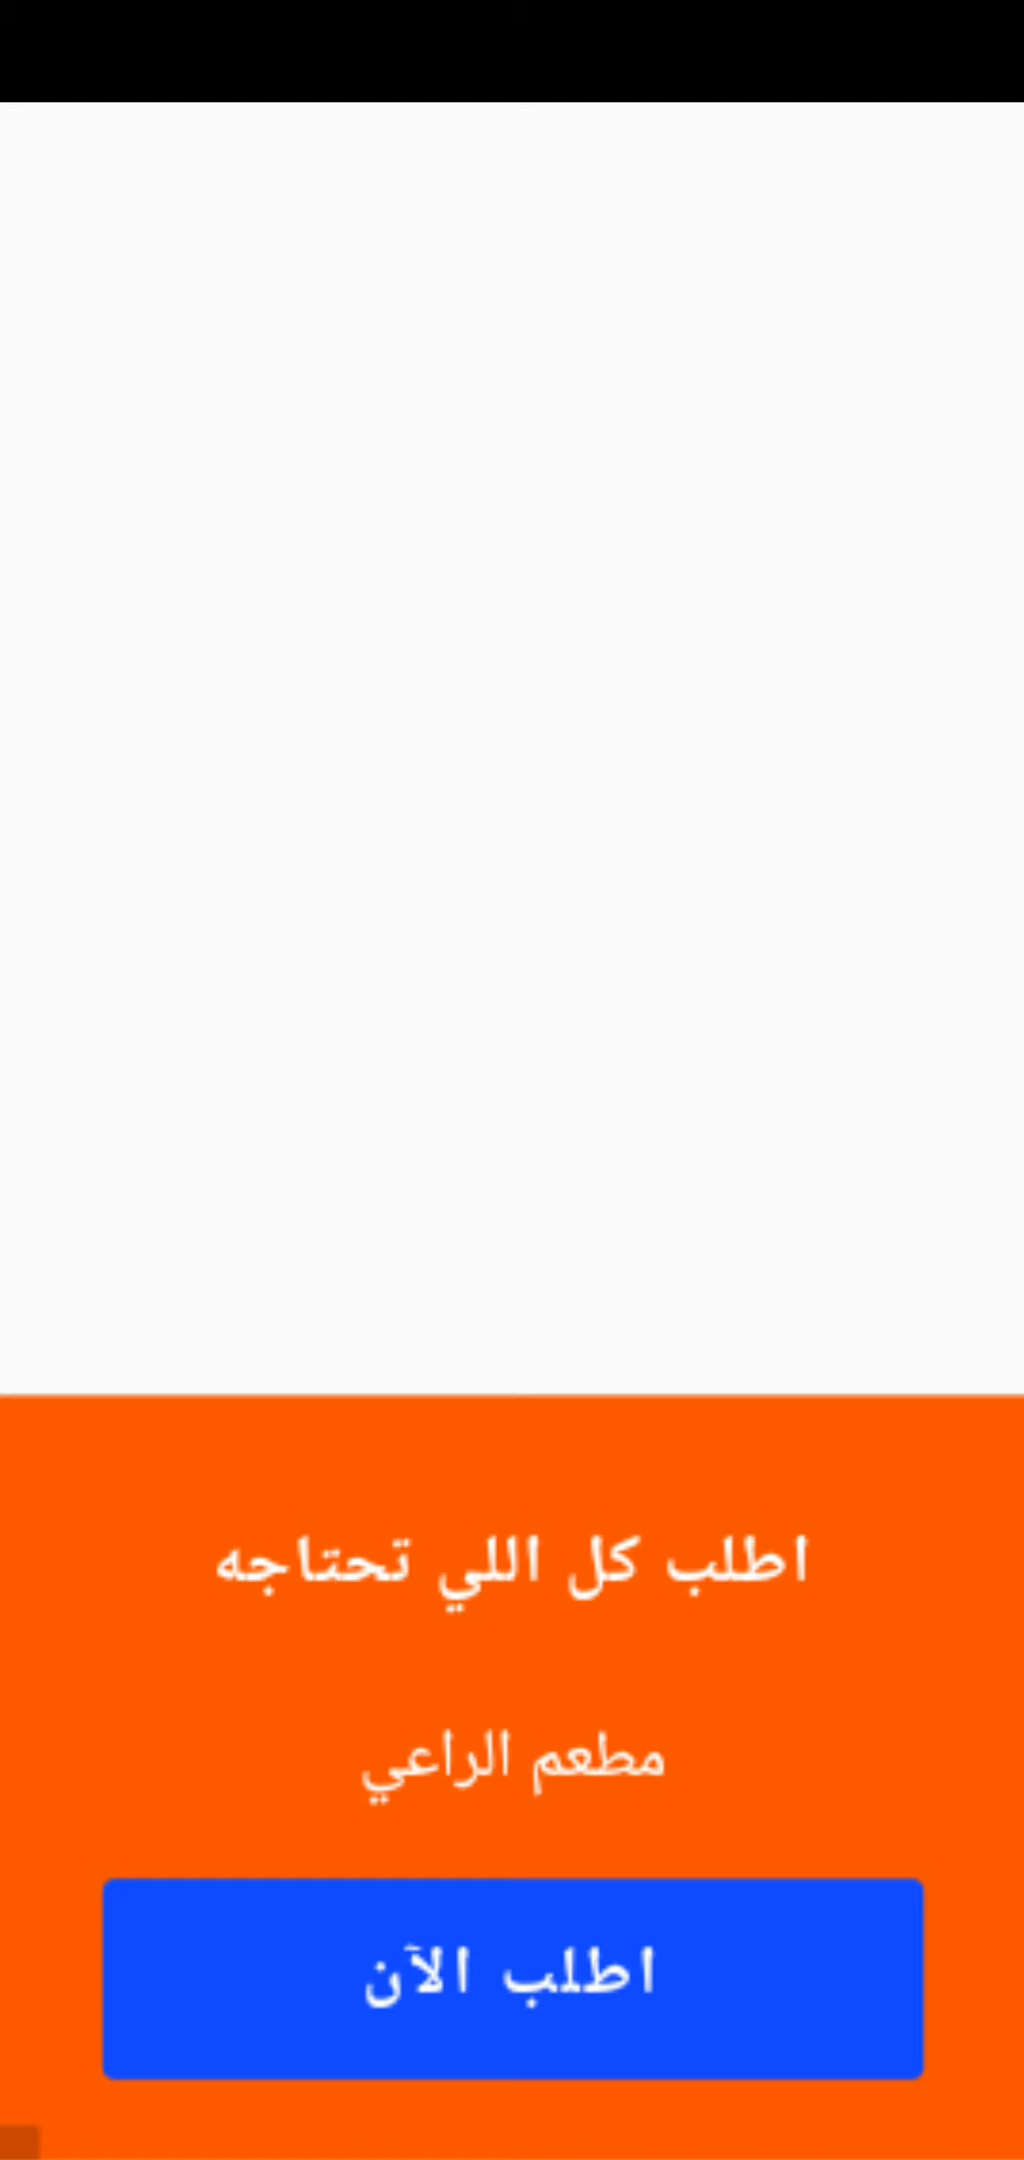 اطلب كل اللي تحتاجه
مطعم الراعي
اطلب الآن